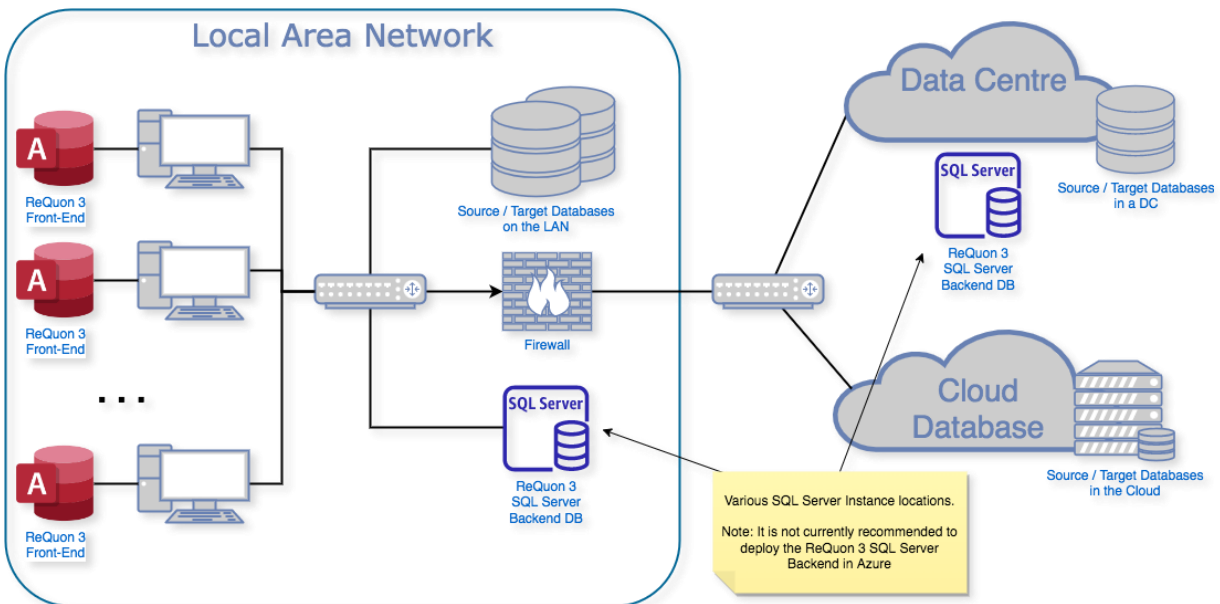 Local Area Network
A
ReQuon 3
Front-End
A
ReQuon 3
Front-End
...
A
ReQuon 3
Front-End
Source / Target Databases
on the LAN
Firewall
SQL Server
ReQuon 3
SQL Server
Backend DB
Data Centre
Source / Target Databases
in a DC
SQL Server
ReQuon 3
SQL Server
Backend DB
Cloud
Database
Source / Target Databases
in the Cloud
Various SQL Server Instance locations.
Note: It is not currently recommended to
deploy the ReQuon 3 SQL Server
Backend in Azure